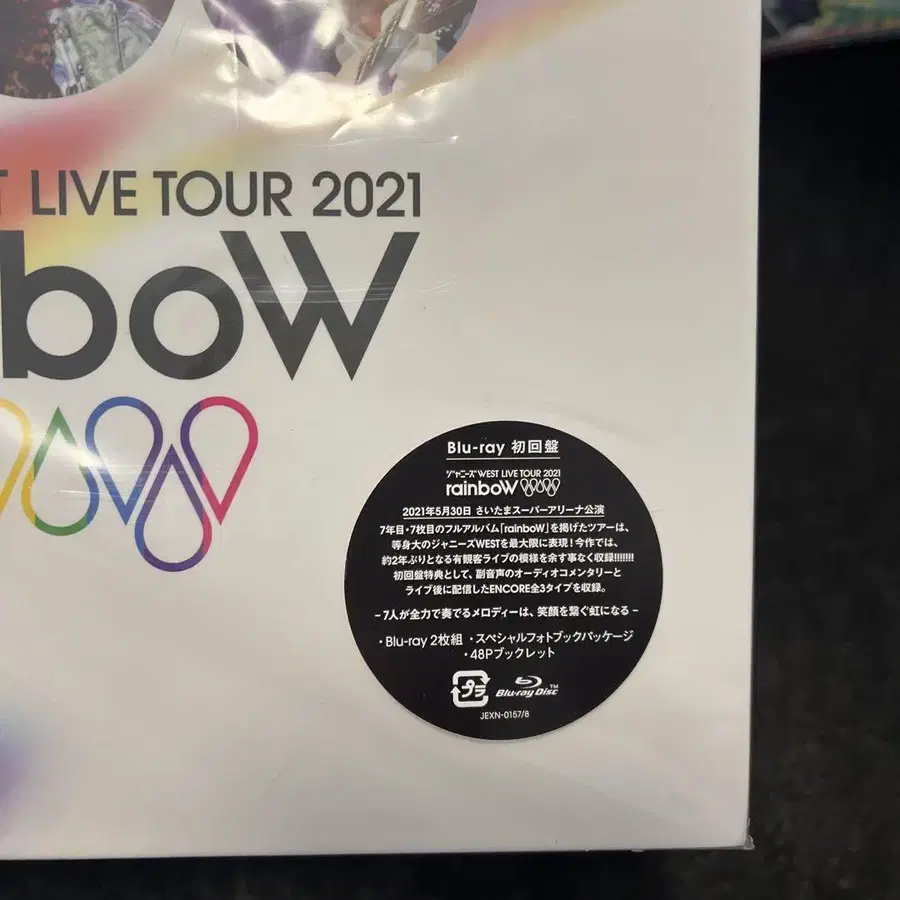 T LIVE TOUR 2021
boW
Blu-ray 初回盤
ジャニーズWEST LIVE TOUR 2021
rainboW
2021年5月30日 さいたまスーパーアリーナ公演
7年目・7枚目のフルアルバム「rainboW」を掲げたツアーは、
等身大のジャニーズWESTを最大限に表現！今作では、
約2年ぶりとなる有観客ライブの模様を余す事なく収録!!!!!!!
初回盤特典として、副音声のオーディオコメンタリーと
ライブ後に配信したENCORE全3タイプを収録。
– 7人が全力で奏でるメロディーは、笑顔を繋ぐ虹になる –
・Blu-ray 2枚組 ・スペシャルフォトブックパッケージ
・48Pブックレット
プラ
Blu-ray Disc™
JEXN-0157/8